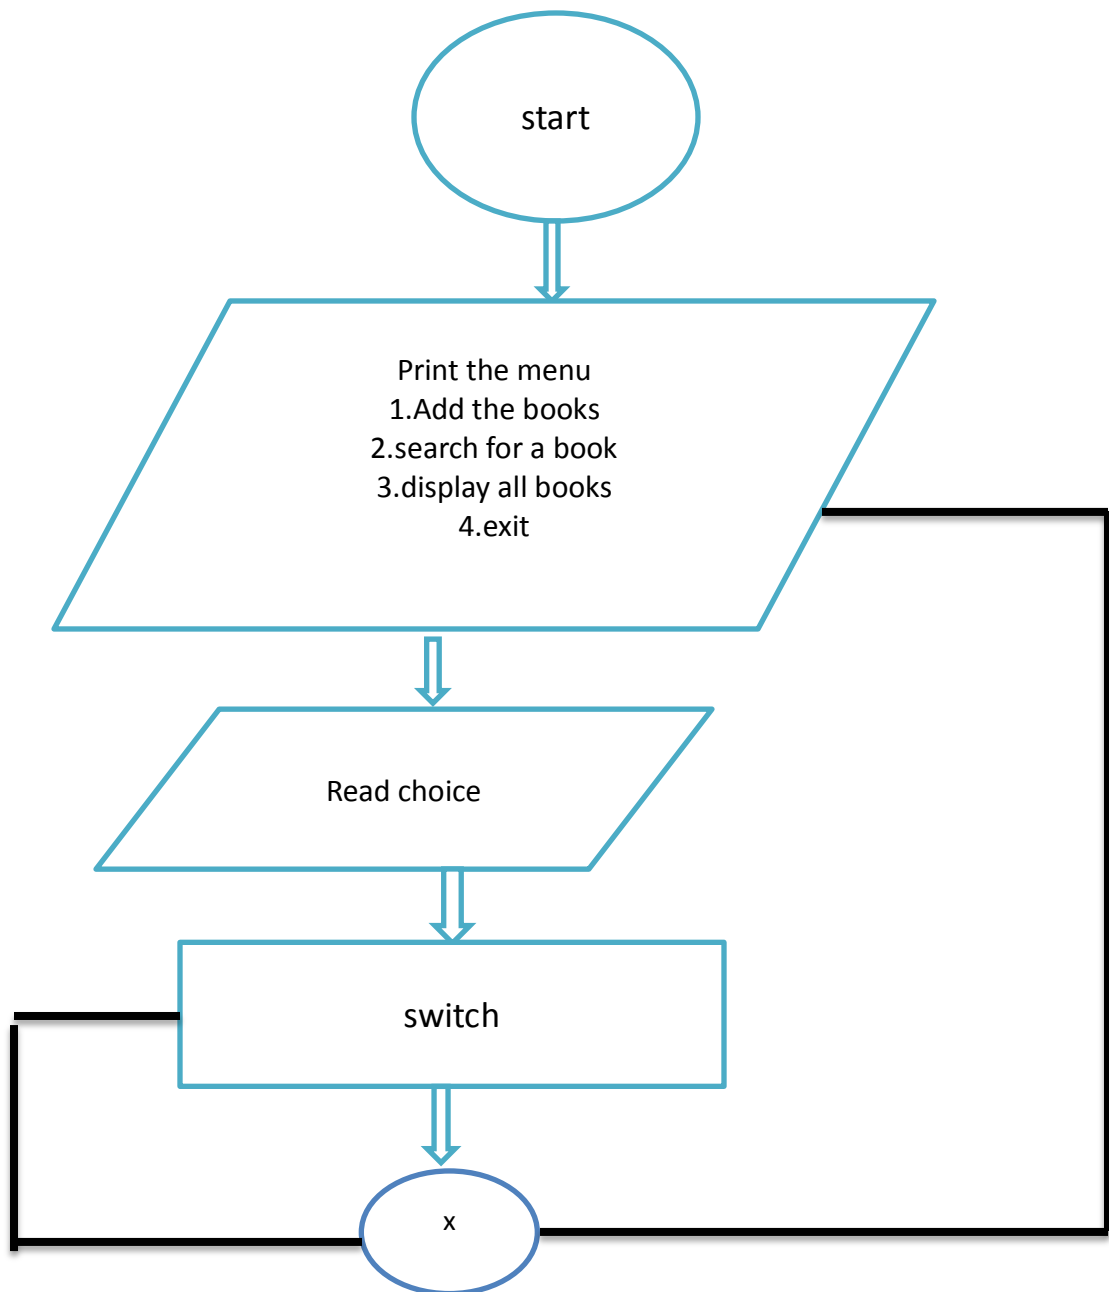 start
Print the menu
1.Add the books
2.search for a book
3.display all books
4.exit
Read choice
switch
x